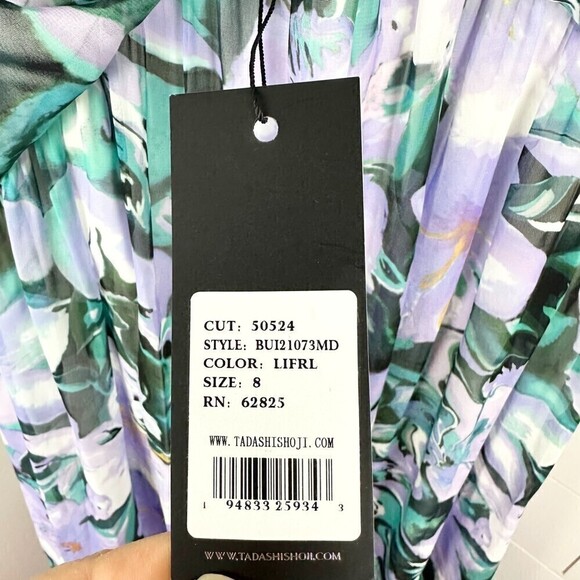 CUT: 50524
STYLE: BUI21073MD
COLOR: LIFRL
SIZE: 8
RN: 62825
WWW.TADASHISHOJI.COM
1 94833 25934 3
WWW.TADASHISHOJI.COM